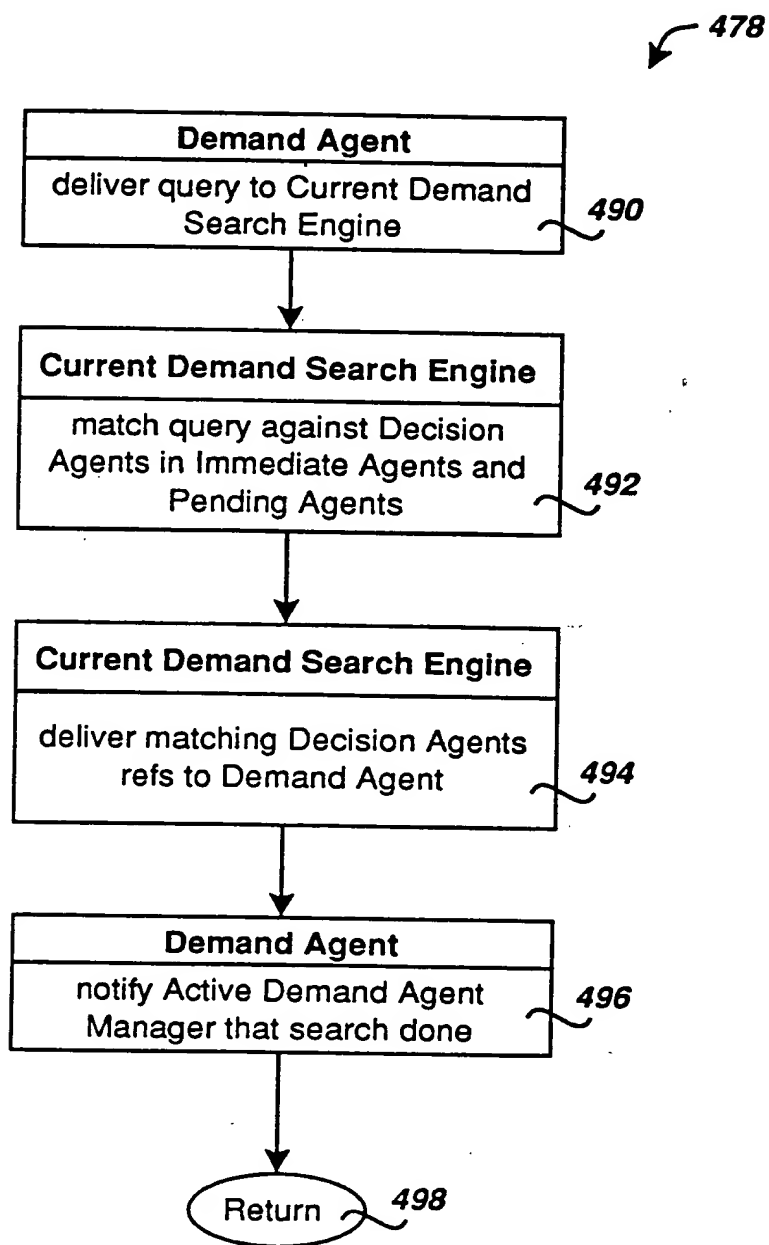 478
Demand Agent
deliver query to Current Demand
Search Engine
490
Current Demand Search Engine
match query against Decision
Agents in Immediate Agents and
Pending Agents
492
Current Demand Search Engine
deliver matching Decision Agents
refs to Demand Agent
494
Demand Agent
notify Active Demand Agent
Manager that search done
496
Return
498